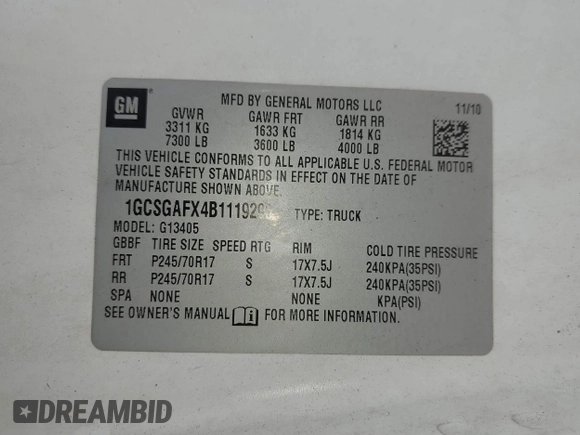 GM
MFD BY GENERAL MOTORS LLC 11/10
GVWR GAWR FRT GAWR RR
3311 KG 1633 KG 1814 KG
7300 LB 3600 LB 4000 LB
THIS VEHICLE CONFORMS TO ALL APPLICABLE U.S. FEDERAL MOTOR
VEHICLE SAFETY STANDARDS IN EFFECT ON THE DATE OF
MANUFACTURE SHOWN ABOVE.
TYPE: TRUCK
MODEL: G13405
GBBF TIRE SIZE SPEED RTG RIM COLD TIRE PRESSURE
FRT P245/70R17 S 17X7.5J 240KPA(35PSI)
RR P245/70R17 S 17X7.5J 240KPA(35PSI)
SPA NONE NONE KPA(PSI)
SEE OWNER'S MANUAL FOR MORE INFORMATION.
DREAMBID